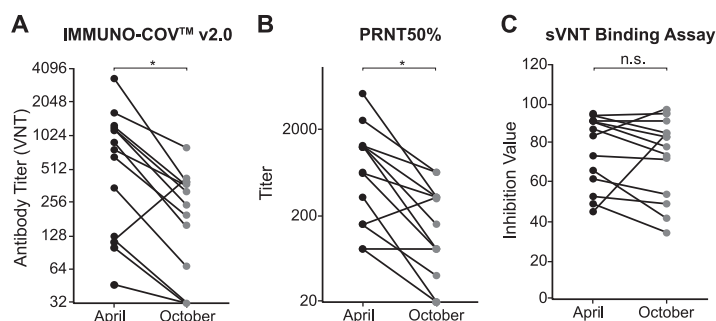 A
IMMUNO-COV™ v2.0
*
Antibody Titer (VNT)
4096
2048
1024
512
256
128
64
32
April
October
B
PRNT50%
*
Titer
2000
200
20
April
October
C
sVNT Binding Assay
n.s.
Inhibition Value
120
100
80
60
40
20
0
April
October